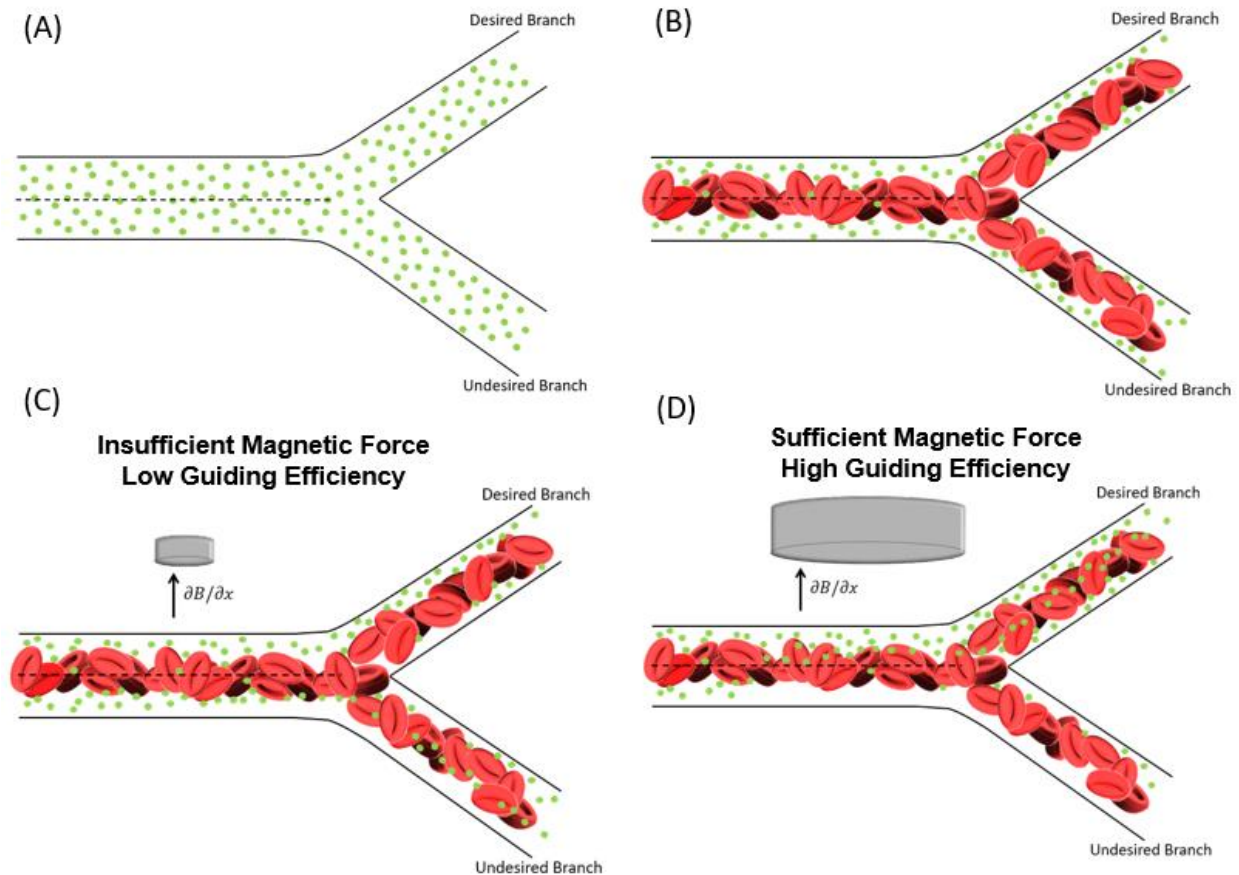 (A)
Desired Branch
Undesired Branch
(B)
Desired Branch
Undesired Branch
(C)
Insufficient Magnetic Force
Low Guiding Efficiency
Desired Branch
∂B/∂x
Undesired Branch
(D)
Sufficient Magnetic Force
High Guiding Efficiency
Desired Branch
∂B/∂x
Undesired Branch